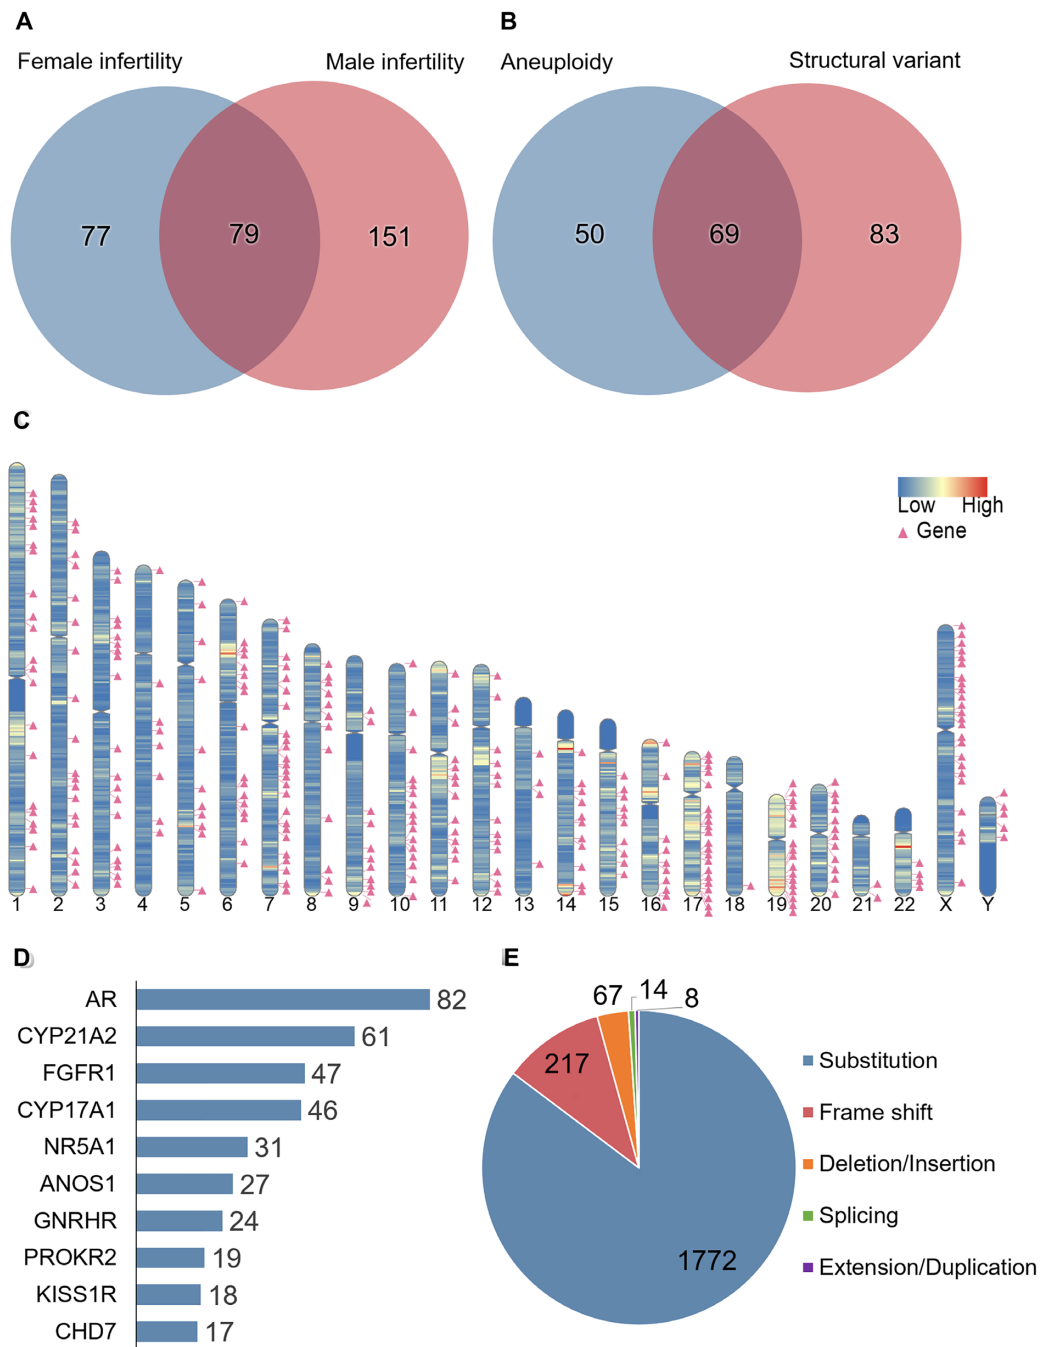 A
B
Female infertility
Male infertility
Aneuploidy
Structural variant
77
79
151
50
69
83
C
Low
High
Gene
1
2
3
4
5
6
7
8
9
10
11
12
13
14
15
16
17
18
19
20
21
22
X
Y
D
E
AR
82
CYP21A2
61
FGFR1
47
CYP17A1
46
NR5A1
31
ANOS1
27
GNRHR
24
PROKR2
19
KISS1R
18
CHD7
17
67
14
8
217
1772
Substitution
Frame shift
Deletion/Insertion
Splicing
Extension/Duplication